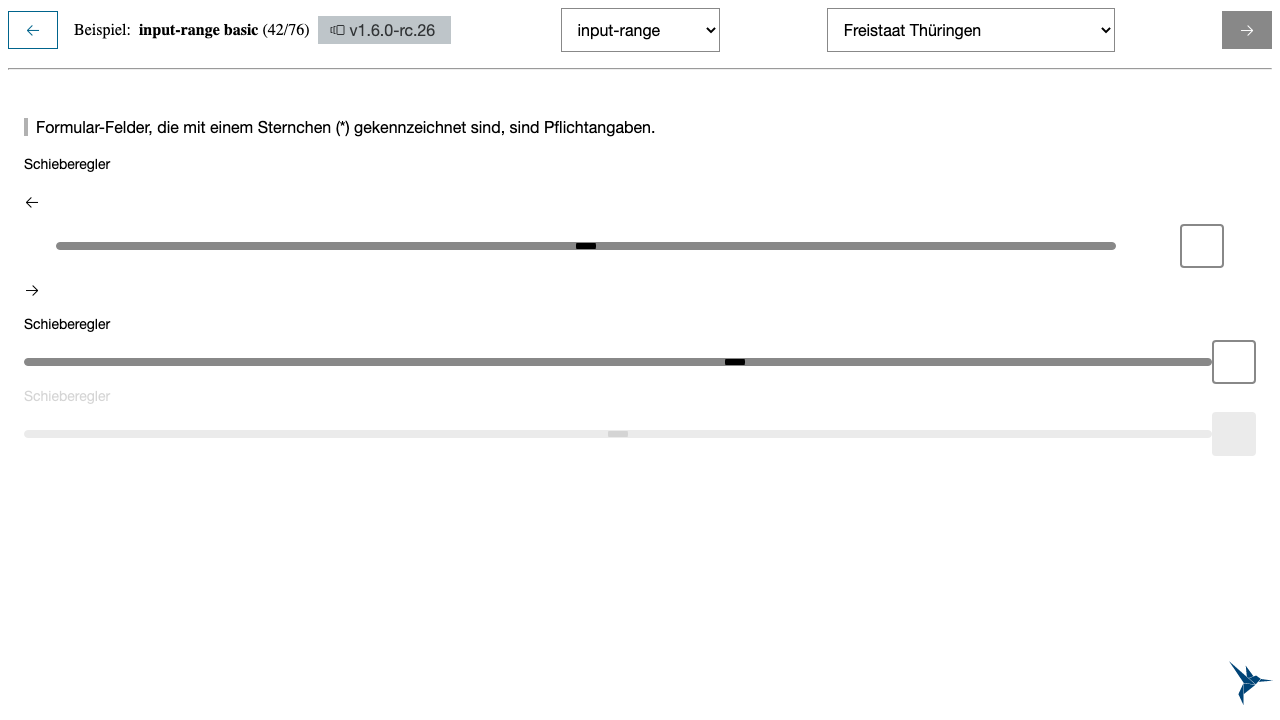 Beispiel: input-range basic (42/76) v1.6.0-rc.26 input-range Freistaat Thüringen
Formular-Felder, die mit einem Sternchen (*) gekennzeichnet sind, sind Pflichtangaben.
Schieberegler
Schieberegler
Schieberegler